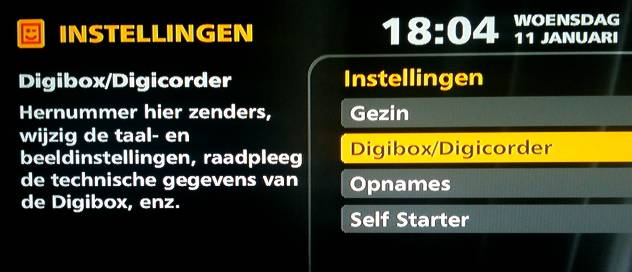 INSTELLINGEN
18:04
WOENSDAG
11 JANUARI
Digibox/Digicorder
Hernummer hier zenders,
wijzig de taal- en
beeldinstellingen, raadpleeg
de technische gegevens van
de Digibox, enz.
Instellingen
Gezin
Digibox/Digicorder
Opnames
Self Starter